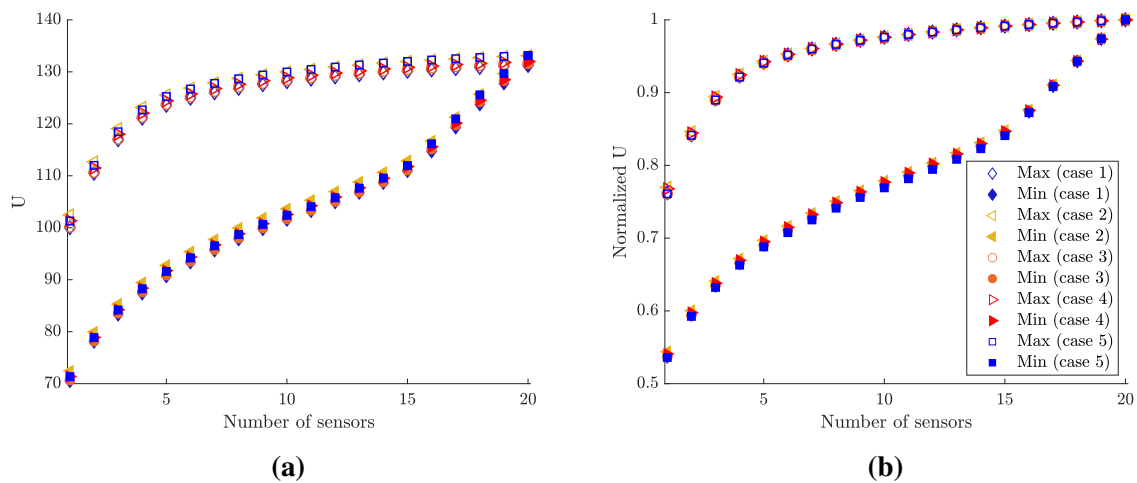 140
130
120
110
100
90
80
70
U
5
10
15
20
Number of sensors
(a)
1
0.9
0.8
0.7
0.6
0.5
Normalized U
5
10
15
20
Number of sensors
Max (case 1)
Min (case 1)
Max (case 2)
Min (case 2)
Max (case 3)
Min (case 3)
Max (case 4)
Min (case 4)
Max (case 5)
Min (case 5)
(b)